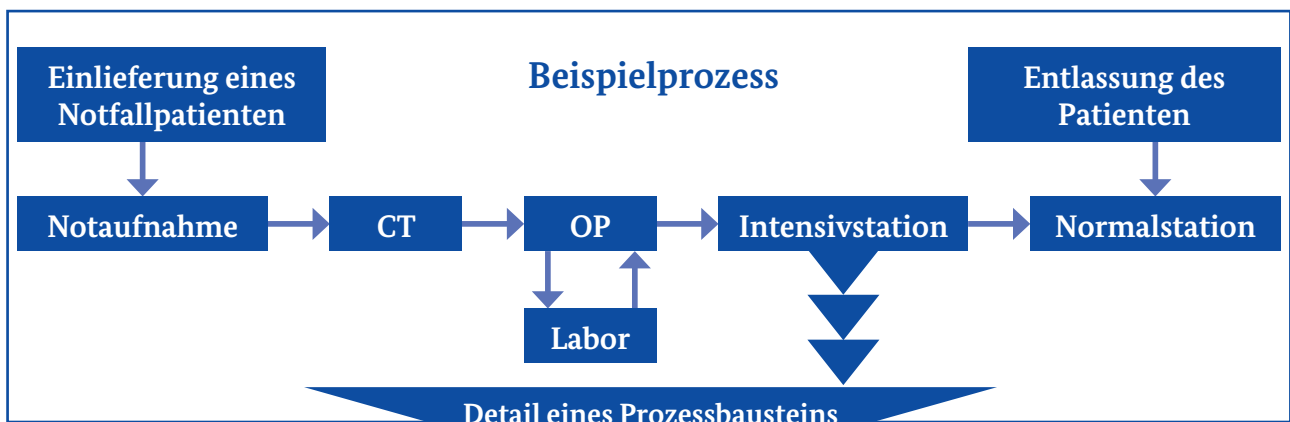 Einlieferung eines
Notfallpatienten
Beispielprozess
Entlassung des
Patienten
Notaufnahme
CT
OP
Intensivstation
Normalstation
Labor
Detail eines Prozessbausteins